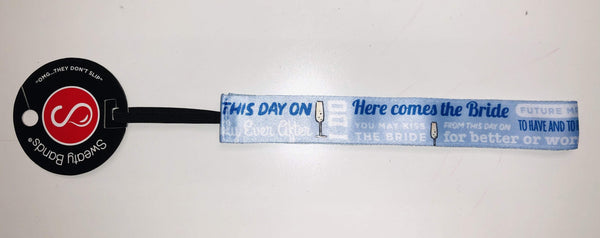 "OMG...THEY DON'T SLIP"
Sweaty Bands®
THIS DAY ON
Ever After
Here comes the Bride
YOU MAY KISS
THE BRIDE
FROM THIS DAY ON
for better or wor
FUTURE M
TO HAVE AND TO